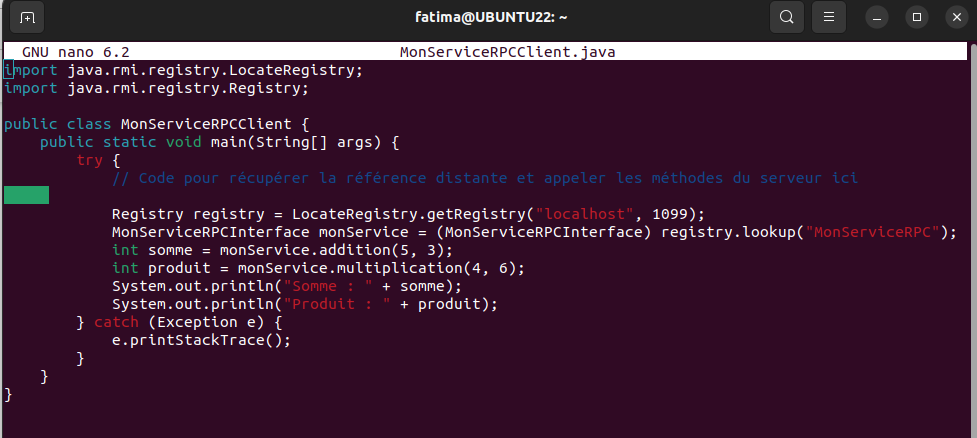 fatima@UBUNTU22: ~
GNU nano 6.2 MonServiceRPCClient.java
import java.rmi.registry.LocateRegistry;
import java.rmi.registry.Registry;
public class MonServiceRPCClient {
    public static void main(String[] args) {
        try {
            // Code pour récupérer la référence distante et appeler les méthodes du serveur ici
            Registry registry = LocateRegistry.getRegistry("localhost", 1099);
            MonServiceRPCInterface monService = (MonServiceRPCInterface) registry.lookup("MonServiceRPC");
            int somme = monService.addition(5, 3);
            int produit = monService.multiplication(4, 6);
            System.out.println("Somme : " + somme);
            System.out.println("Produit : " + produit);
        } catch (Exception e) {
            e.printStackTrace();
        }
    }
}